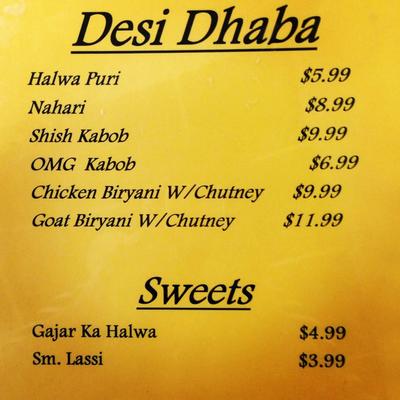 Desi Dhaba
Halwa Puri $5.99
Nahari $8.99
Shish Kabob $9.99
OMG Kabob $6.99
Chicken Biryani W/Chutney $9.99
Goat Biryani W/Chutney $11.99
Sweets
Gajar Ka Halwa $4.99
Sm. Lassi $3.99